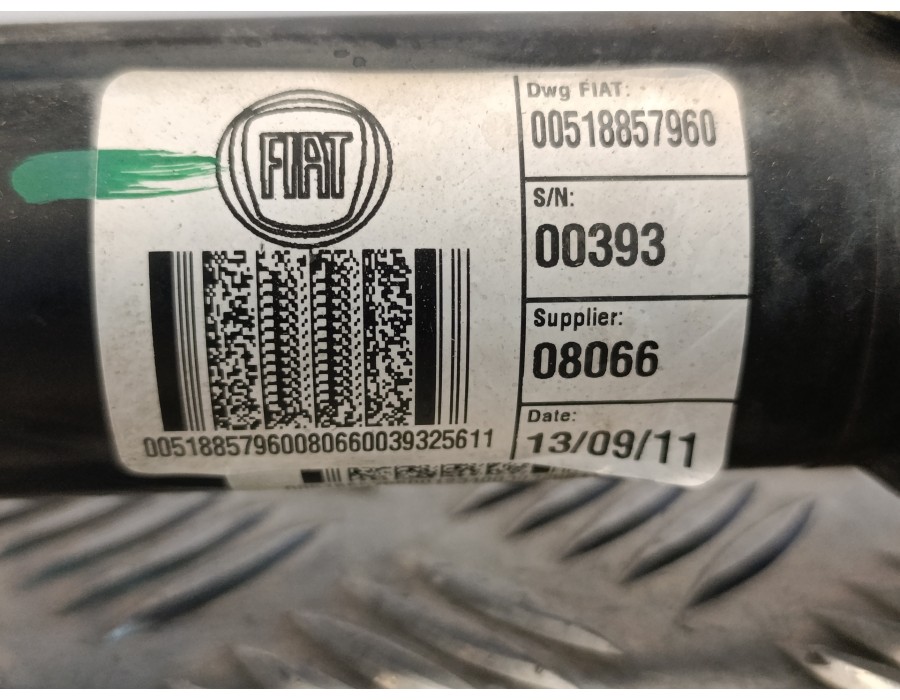 FIAT
00518857960080660039325611
Dwg FIAT:
00518857960
S/N:
00393
Supplier:
08066
Date:
13/09/11